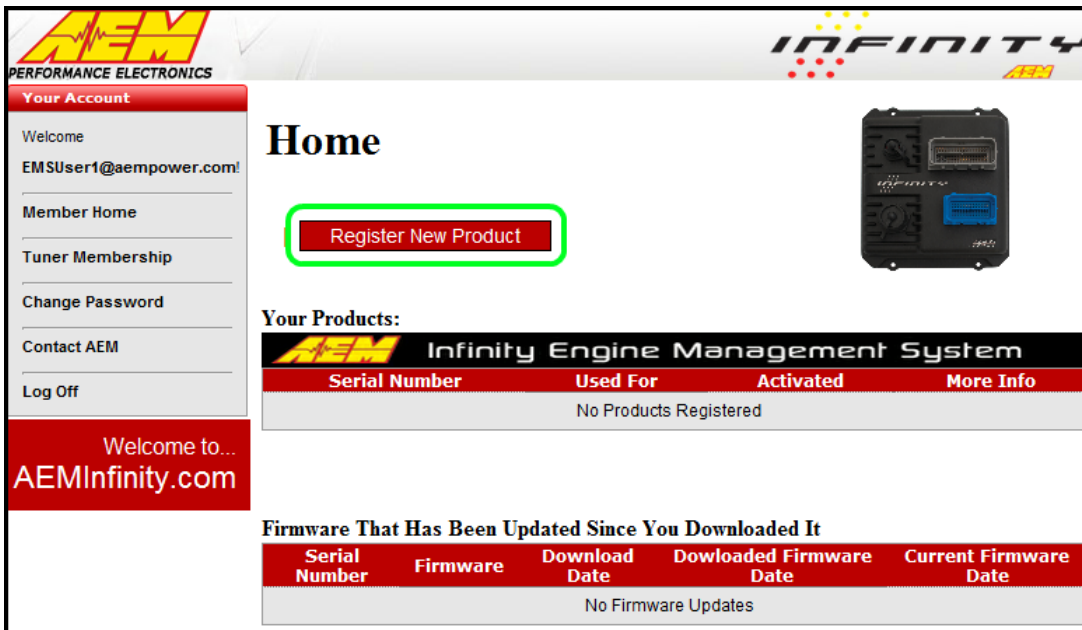 AEM
PERFORMANCE ELECTRONICS
INFINITY
AEM
Your Account
Welcome
EMSUser1@aempower.com!
Member Home
Tuner Membership
Change Password
Contact AEM
Log Off
Welcome to...
AEMInfinity.com
Home
INFINITY
Register New Product
Your Products:
AEM Infinity Engine Management System
Serial Number Used For Activated More Info
No Products Registered
Firmware That Has Been Updated Since You Downloaded It
Serial Number Firmware Download Date Dowloaded Firmware Date Current Firmware Date
No Firmware Updates